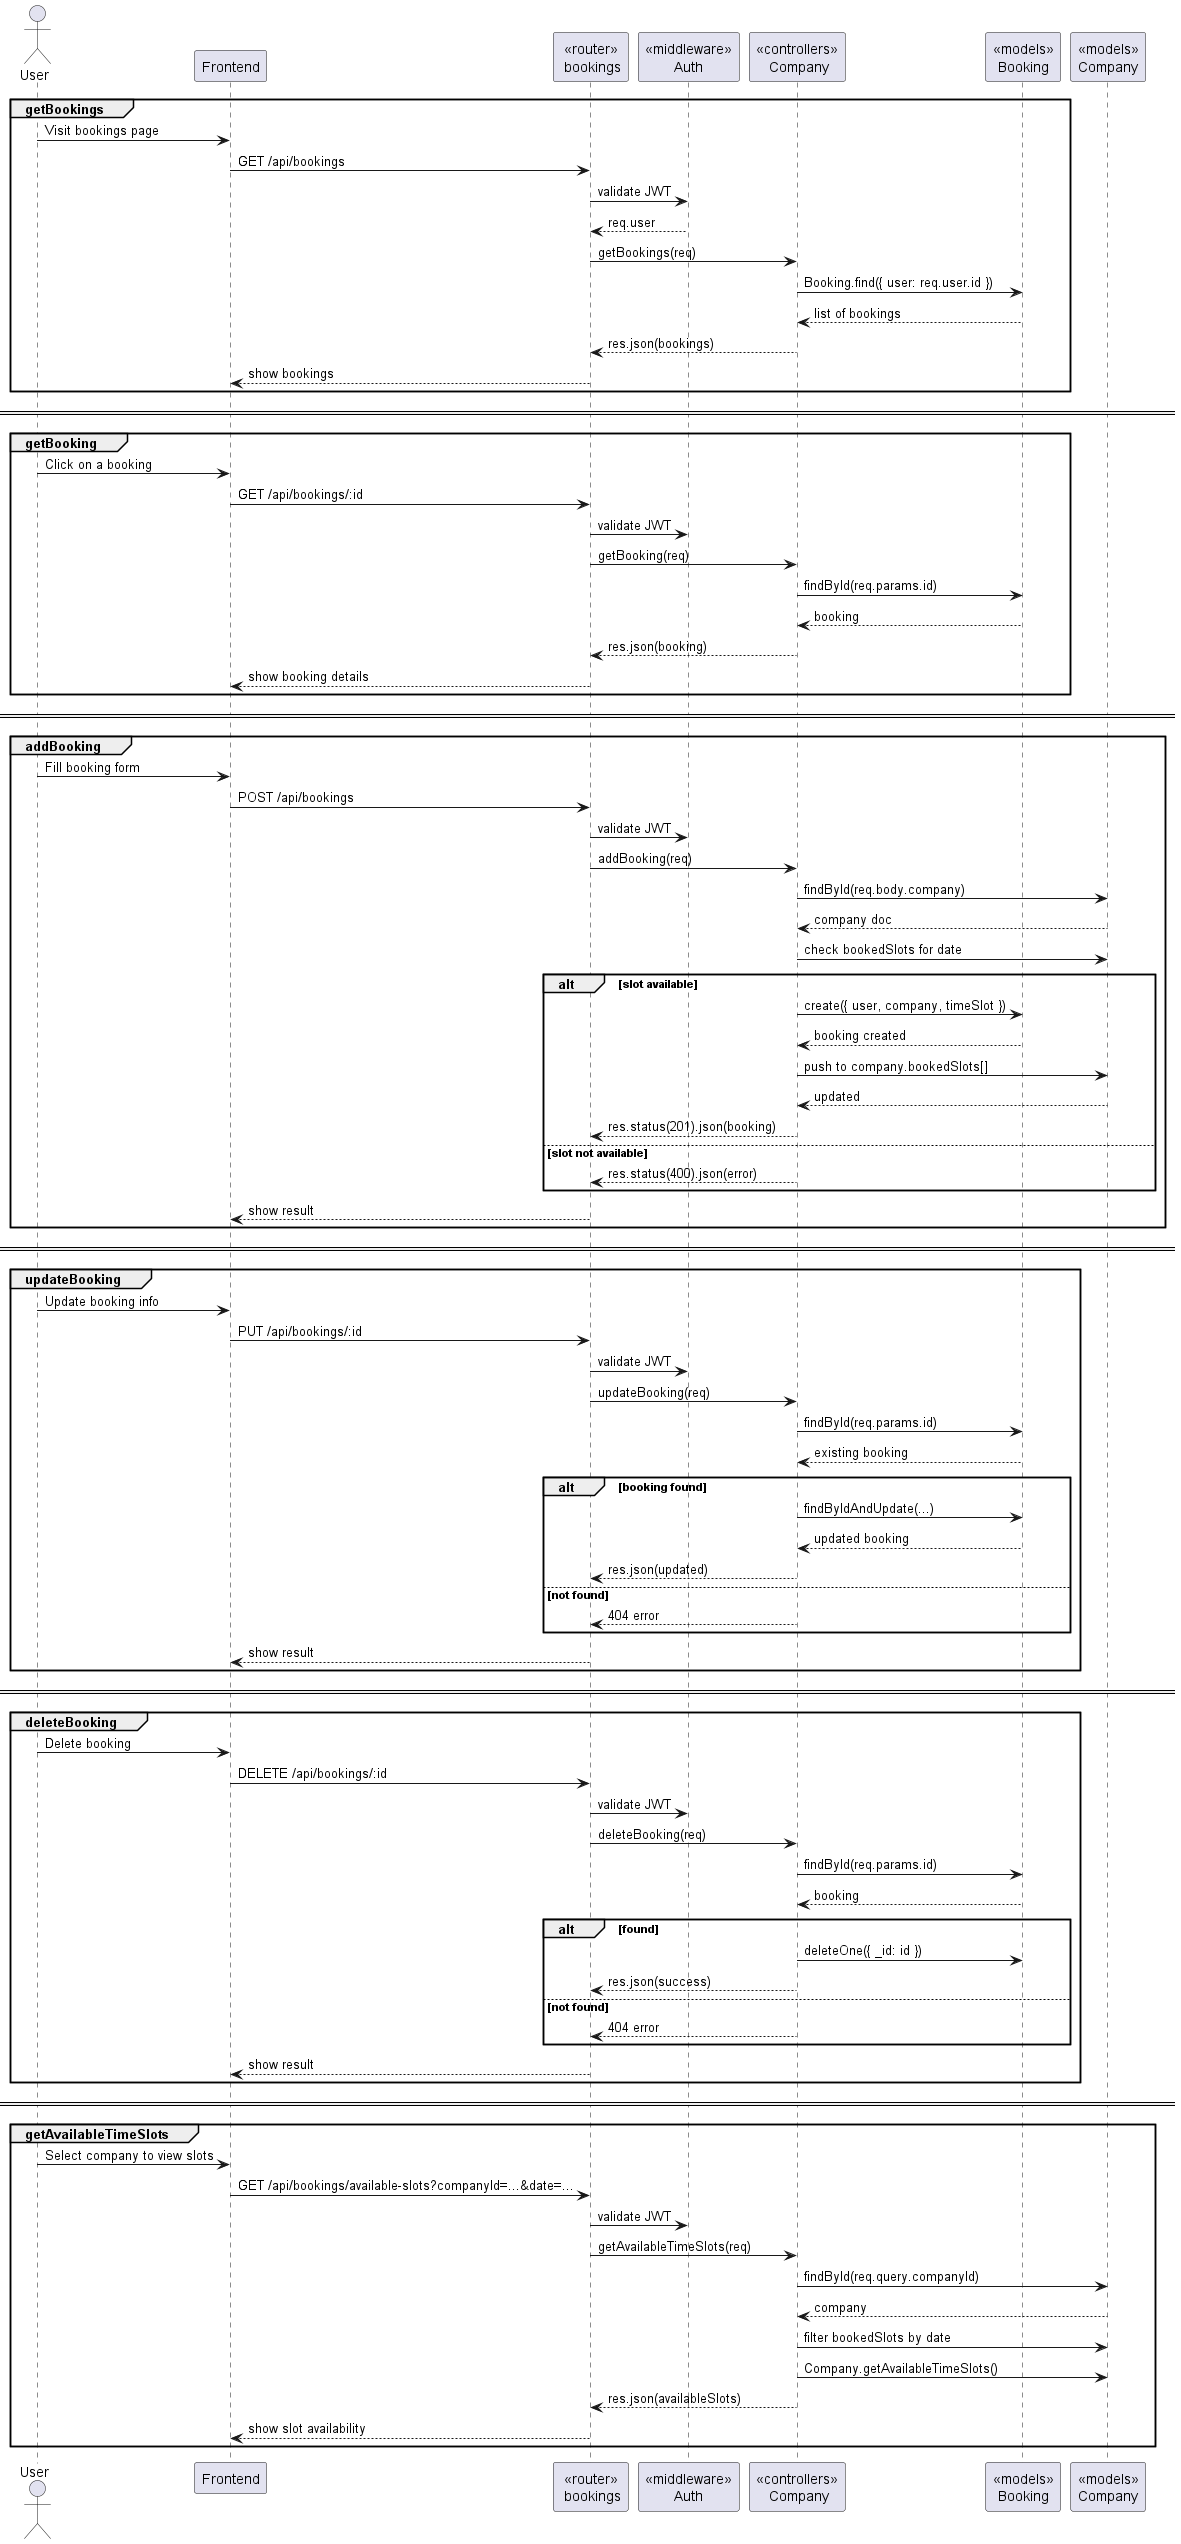 User
Frontend
«router»
bookings
«middleware»
Auth
«controllers»
Company
«models»
Booking
«models»
Company
getBookings
Visit bookings page
GET /api/bookings
validate JWT
req.user
getBookings(req)
Booking.find({ user: req.user.id })
list of bookings
res.json(bookings)
show bookings
getBooking
Click on a booking
GET /api/bookings/:id
validate JWT
getBooking(req)
findById(req.params.id)
booking
res.json(booking)
show booking details
addBooking
Fill booking form
POST /api/bookings
validate JWT
addBooking(req)
findById(req.body.company)
company doc
check bookedSlots for date
alt [slot available]
create({ user, company, timeSlot })
booking created
push to company.bookedSlots[]
updated
res.status(201).json(booking)
[slot not available]
res.status(400).json(error)
show result
updateBooking
Update booking info
PUT /api/bookings/:id
validate JWT
updateBooking(req)
findById(req.params.id)
existing booking
alt [booking found]
findByIdAndUpdate(...)
updated booking
res.json(updated)
[not found]
404 error
show result
deleteBooking
Delete booking
DELETE /api/bookings/:id
validate JWT
deleteBooking(req)
findById(req.params.id)
booking
alt [found]
deleteOne({ _id: id })
res.json(success)
[not found]
404 error
show result
getAvailableTimeSlots
Select company to view slots
GET /api/bookings/available-slots?companyId=...&date=...
validate JWT
getAvailableTimeSlots(req)
findById(req.query.companyId)
company
filter bookedSlots by date
Company.getAvailableTimeSlots()
res.json(availableSlots)
show slot availability
User
Frontend
«router»
bookings
«middleware»
Auth
«controllers»
Company
«models»
Booking
«models»
Company